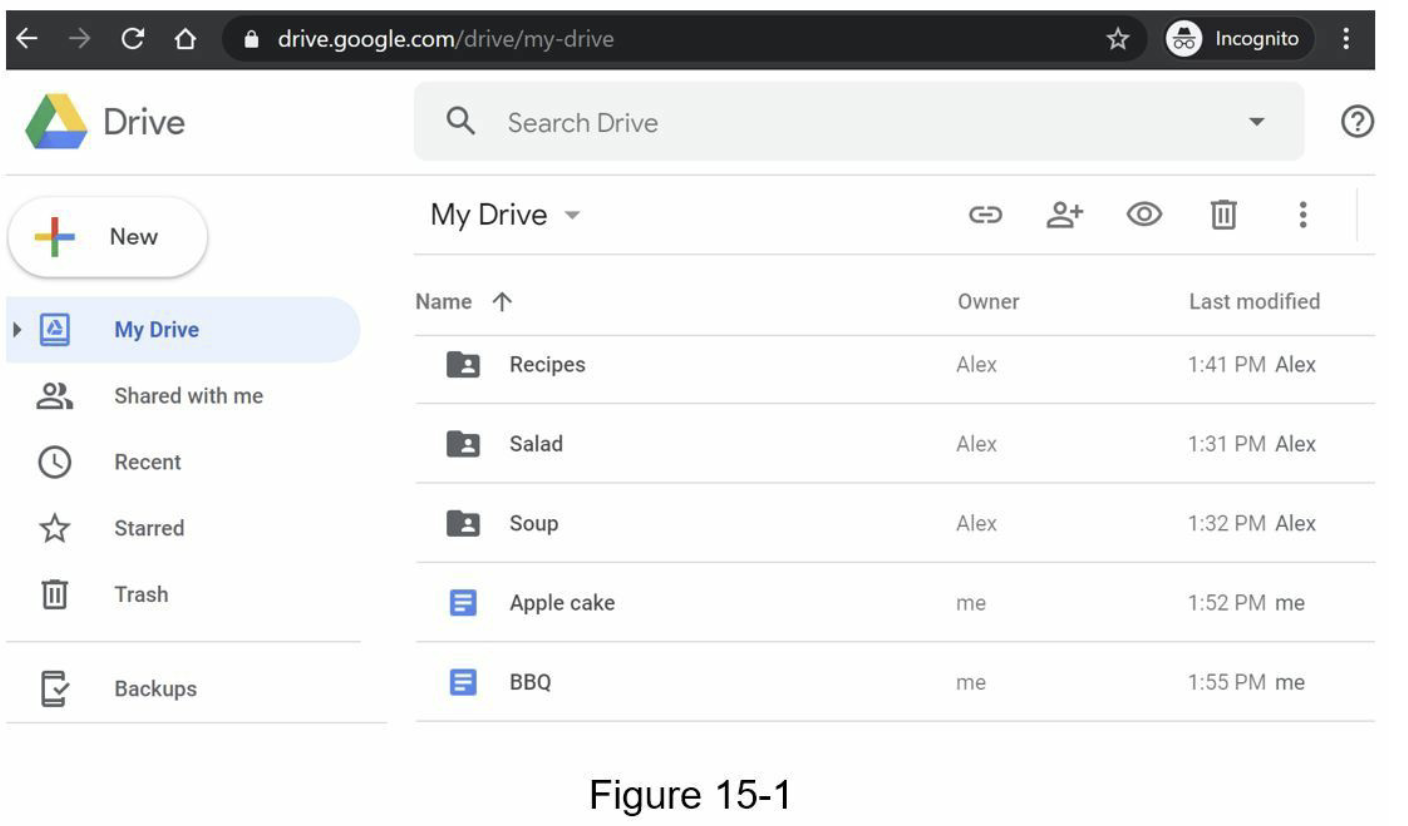 drive.google.com/drive/my-drive Incognito
Drive Search Drive
New
My Drive
Shared with me
Recent
Starred
Trash
Backups
My Drive
Name Owner Last modified
Recipes Alex 1:41 PM Alex
Salad Alex 1:31 PM Alex
Soup Alex 1:32 PM Alex
Apple cake me 1:52 PM me
BBQ me 1:55 PM me
Figure 15-1